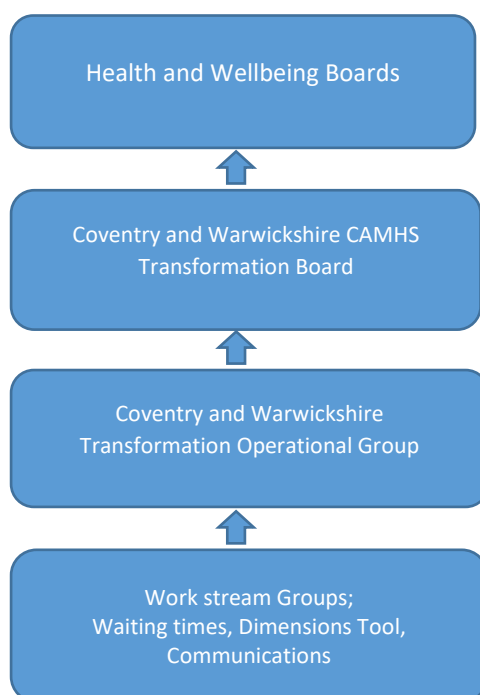 Health and Wellbeing Boards
Coventry and Warwickshire CAMHS
Transformation Board
Coventry and Warwickshire
Transformation Operational Group
Work stream Groups;
Waiting times, Dimensions Tool,
Communications